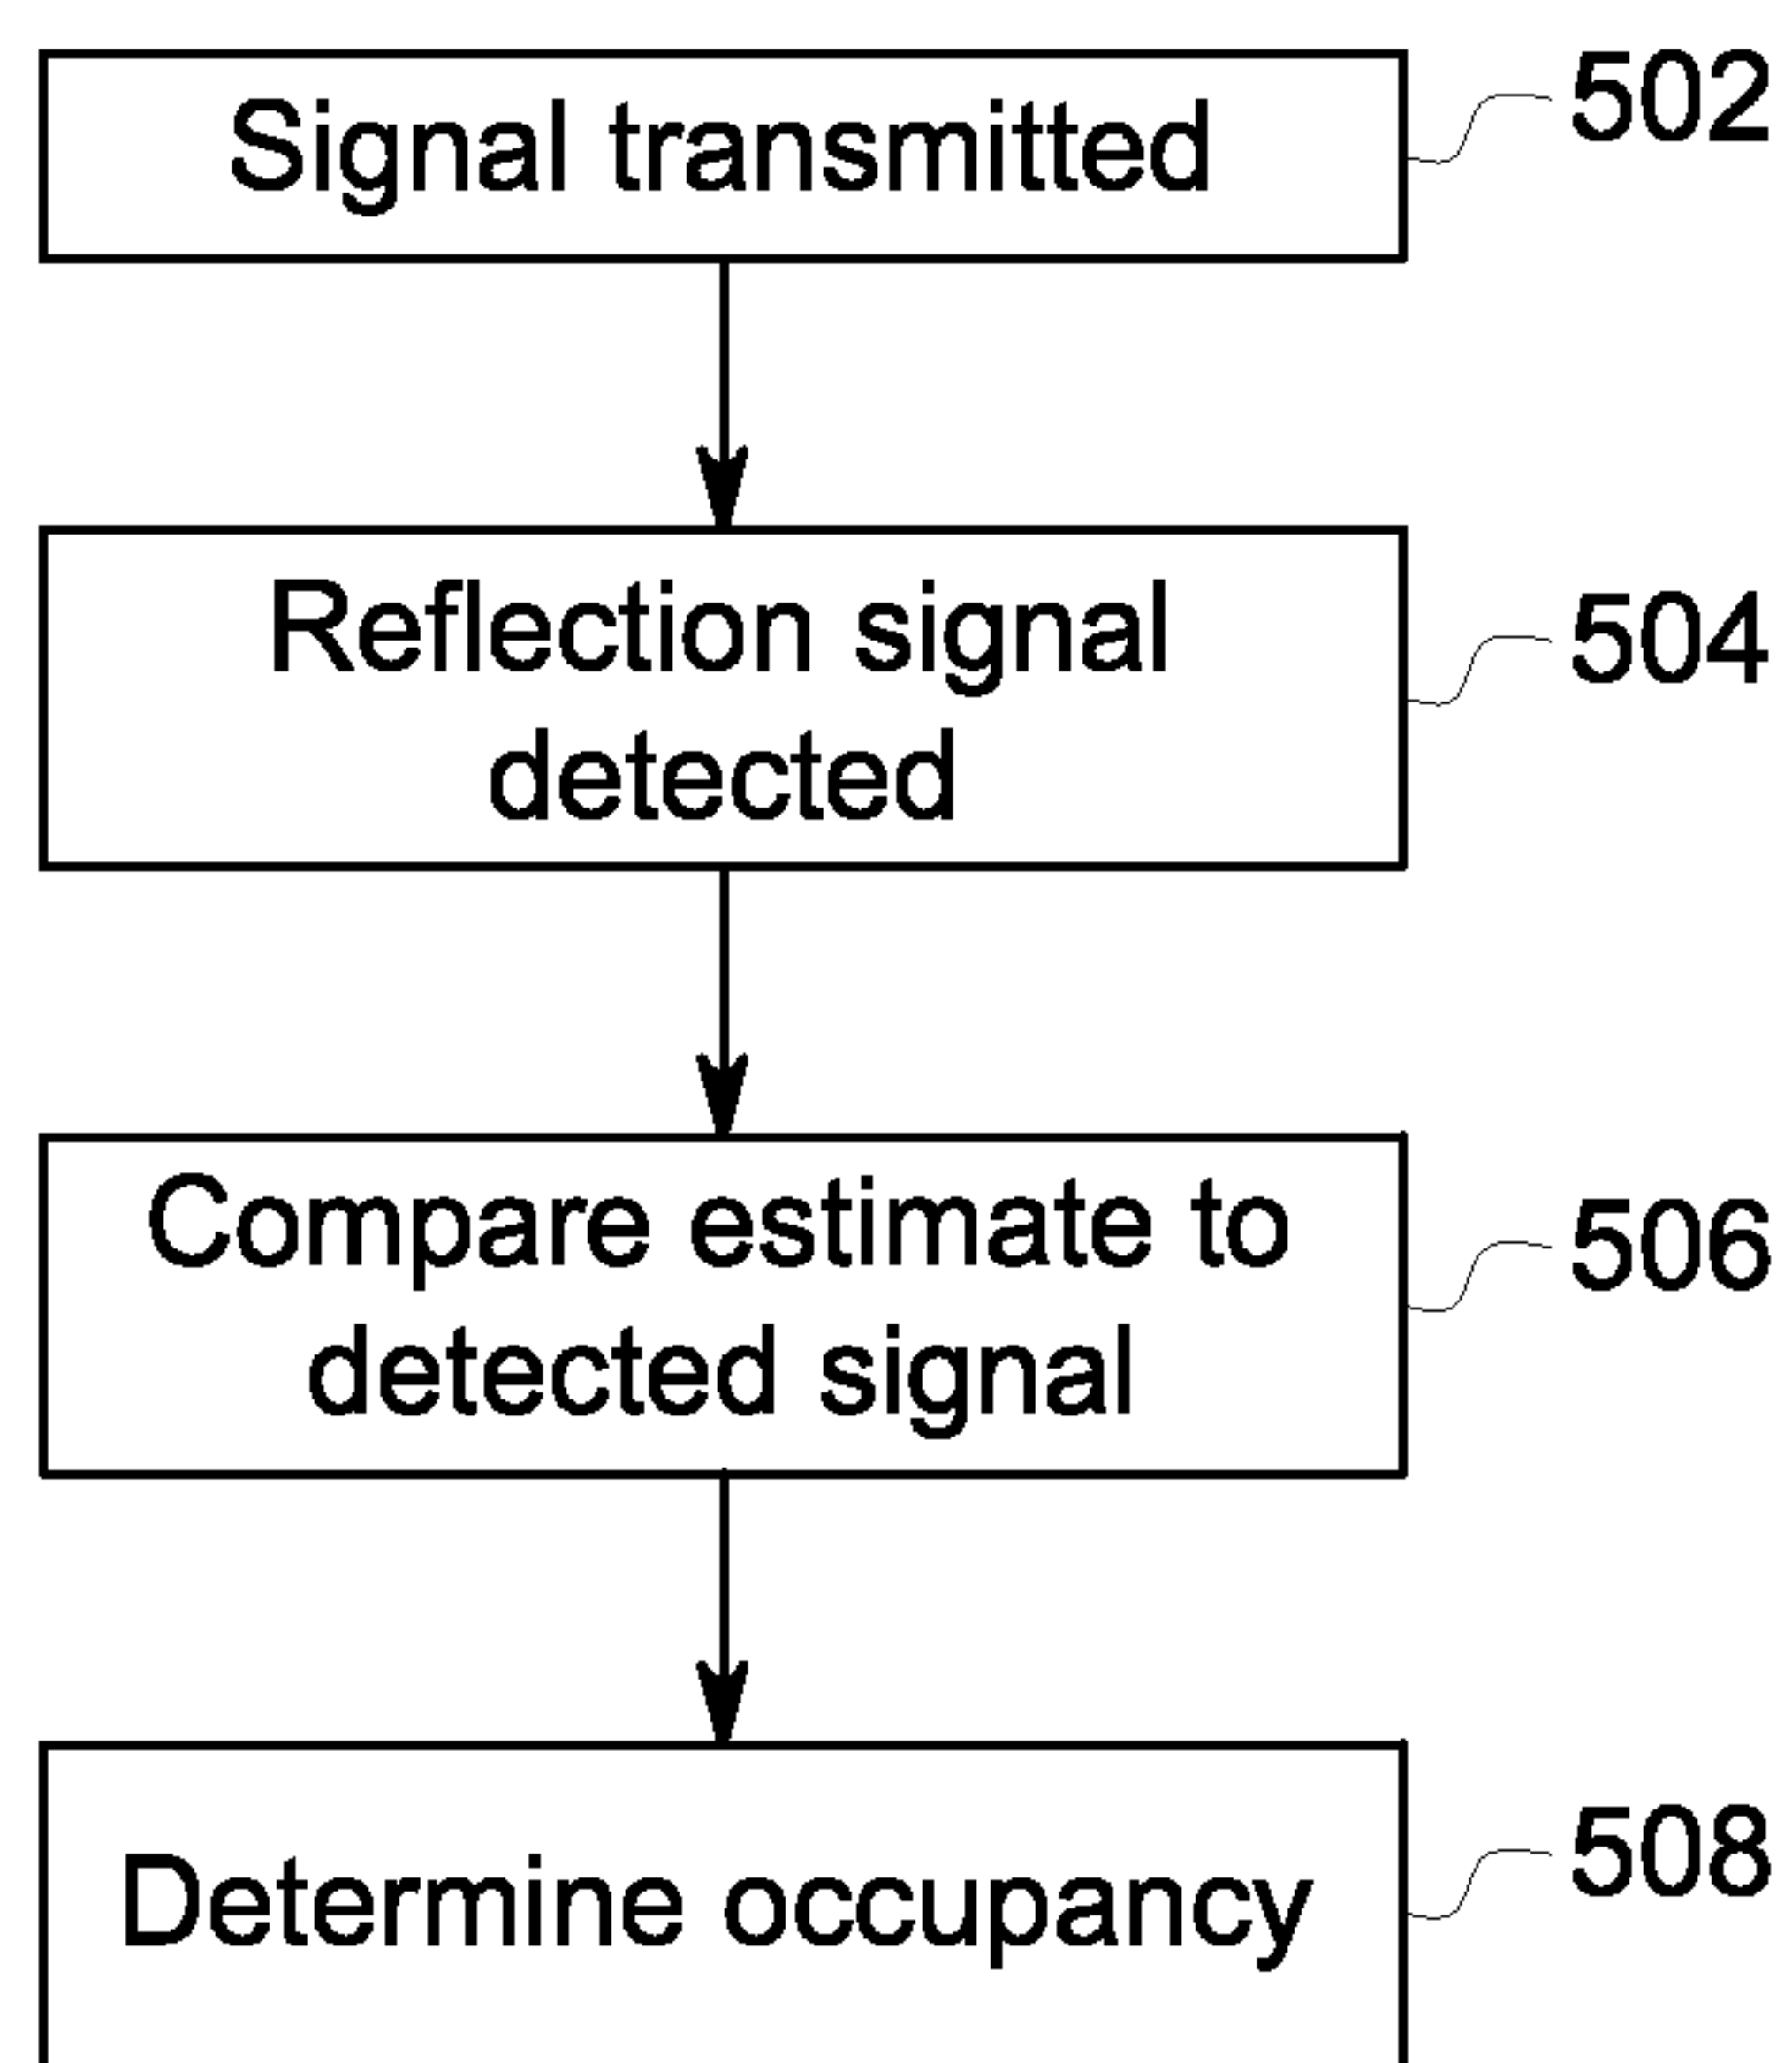 Signal transmitted
502
Reflection signal
detected
504
Compare estimate to
detected signal
506
Determine occupancy
508